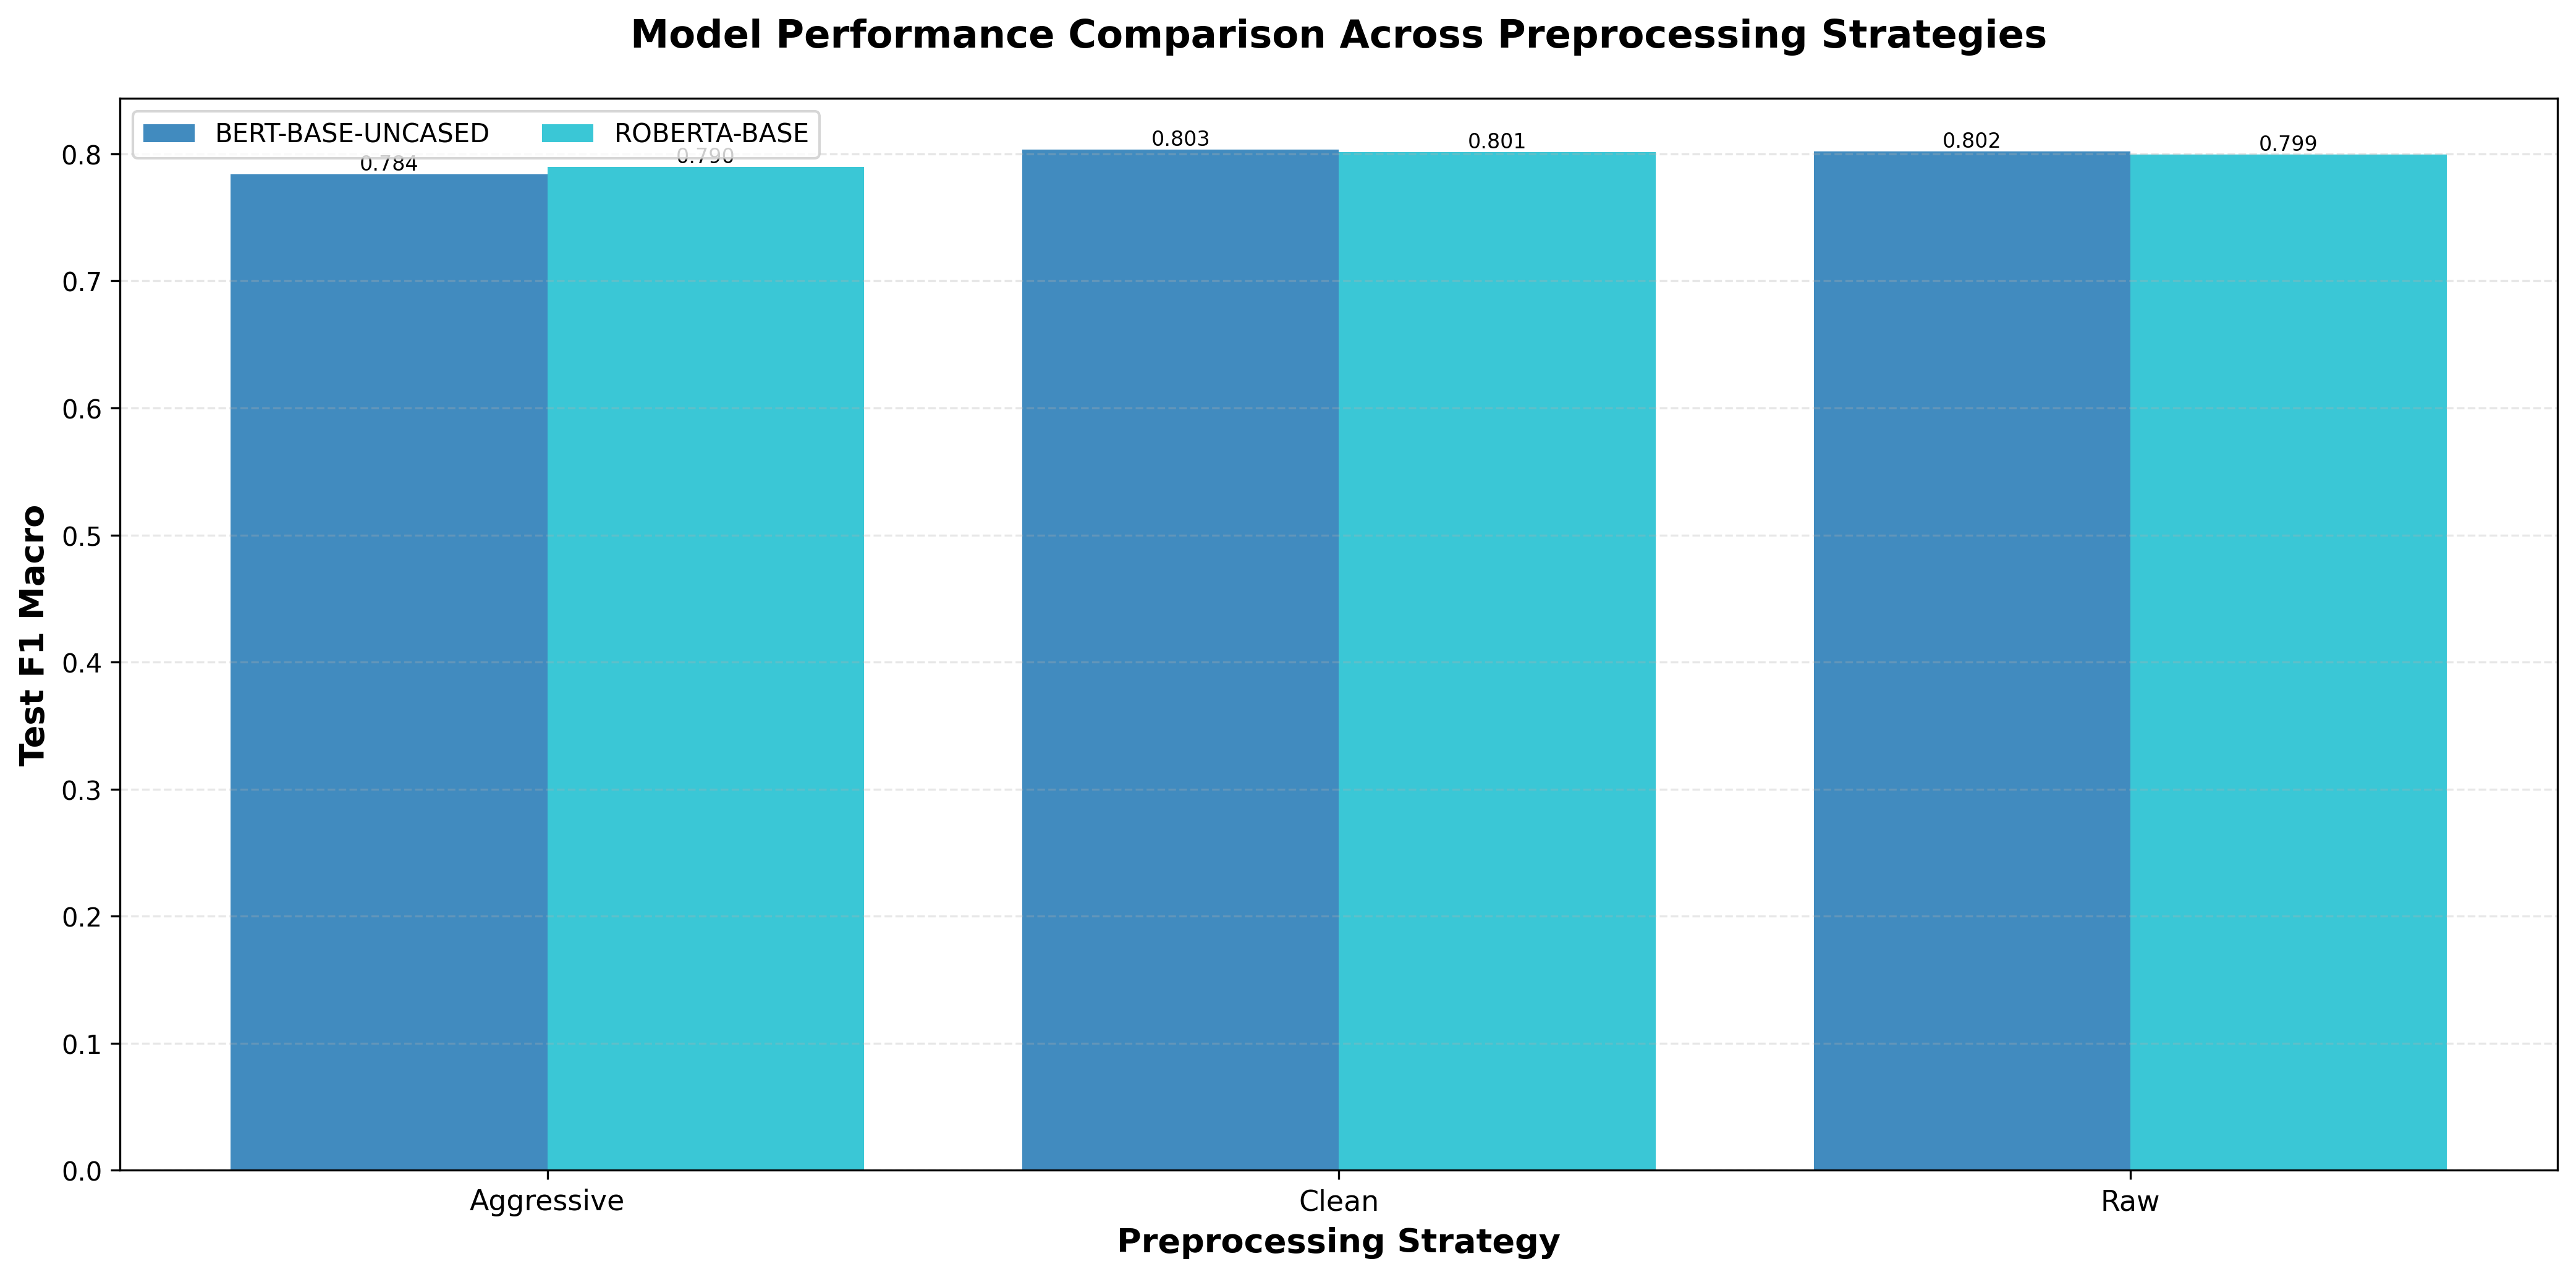 Model Performance Comparison Across Preprocessing Strategies
BERT-BASE-UNCASED ROBERTA-BASE
0.784 0.790 0.803 0.801 0.802 0.799
0.8
0.7
0.6
0.5
0.4
0.3
0.2
0.1
0.0
Test F1 Macro
Aggressive Clean Raw
Preprocessing Strategy